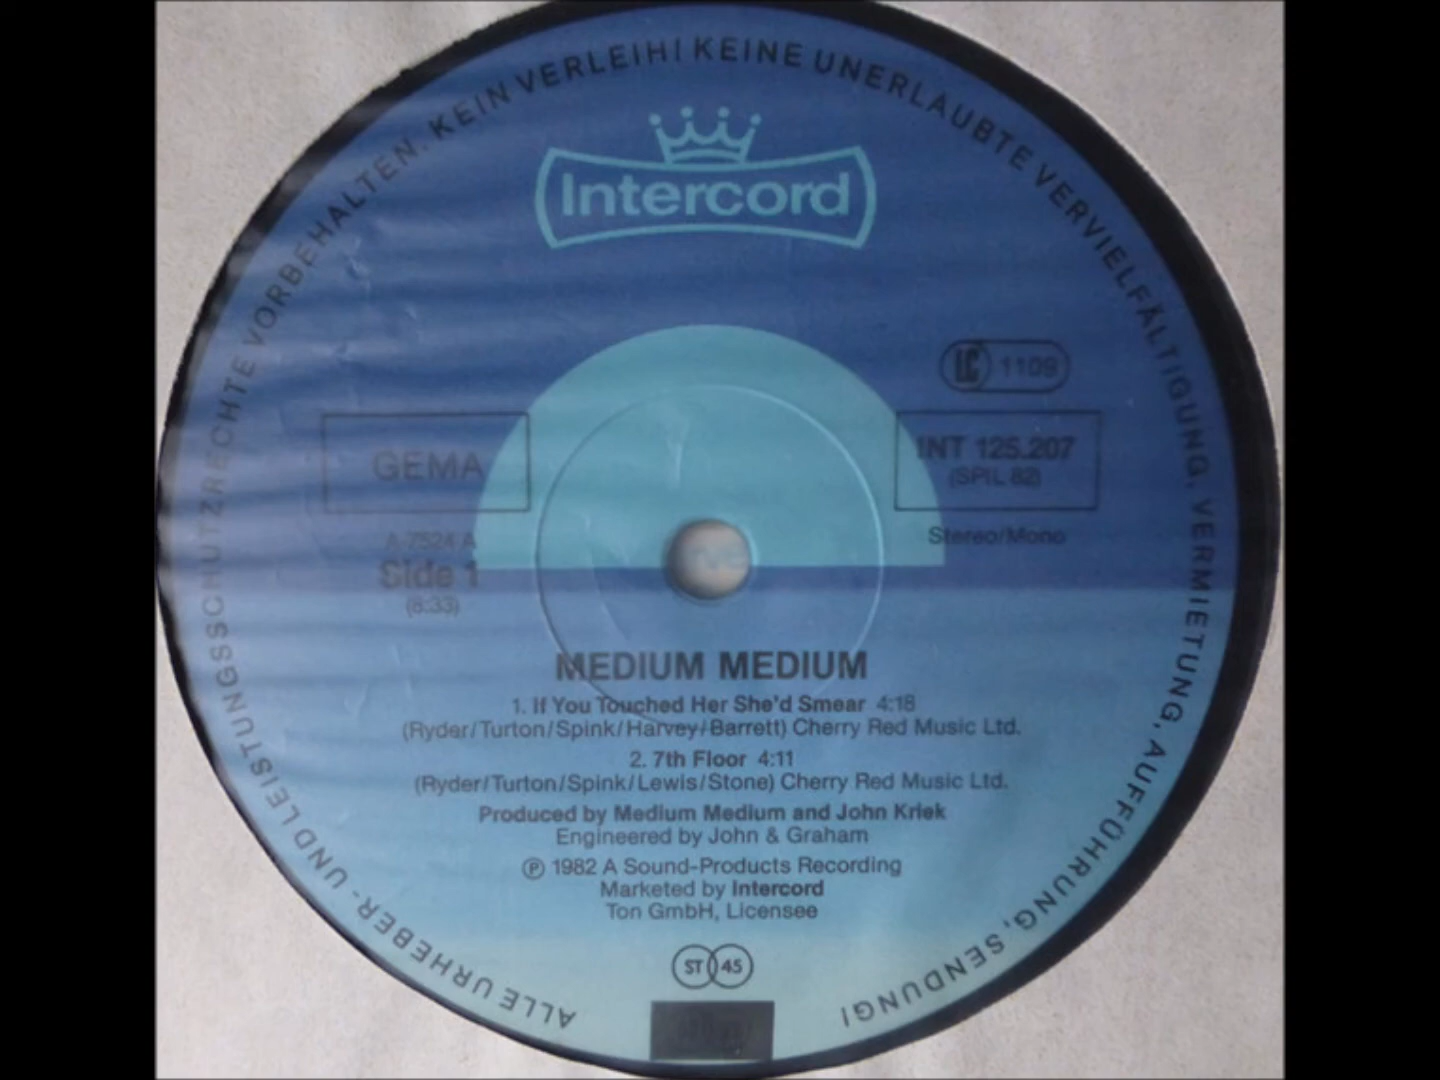 ALLE URHEBER- UND LEISTUNGSSCHUTZRECHTE VORBEHALTEN. KEIN VERLEIH! KEINE UNERLAUBTE VERVIELFÄLTIGUNG, VERMIETUNG, AUFFÜHRUNG, SENDUNG!
Intercord
LC 1109
GEMA
INT 125.207
(SPIL 82)
Stereo/Mono
A-7524 A
Side 1
(8:33)
MEDIUM MEDIUM
1. If You Touched Her She'd Smear 4:18
(Ryder/Turton/Spink/Harvey/Barrett) Cherry Red Music Ltd.
2. 7th Floor 4:11
(Ryder/Turton/Spink/Lewis/Stone) Cherry Red Music Ltd.
Produced by Medium Medium and John Kriek
Engineered by John & Graham
Ⓟ 1982 A Sound-Products Recording
Marketed by Intercord
Ton GmbH, Licensee
ST 45